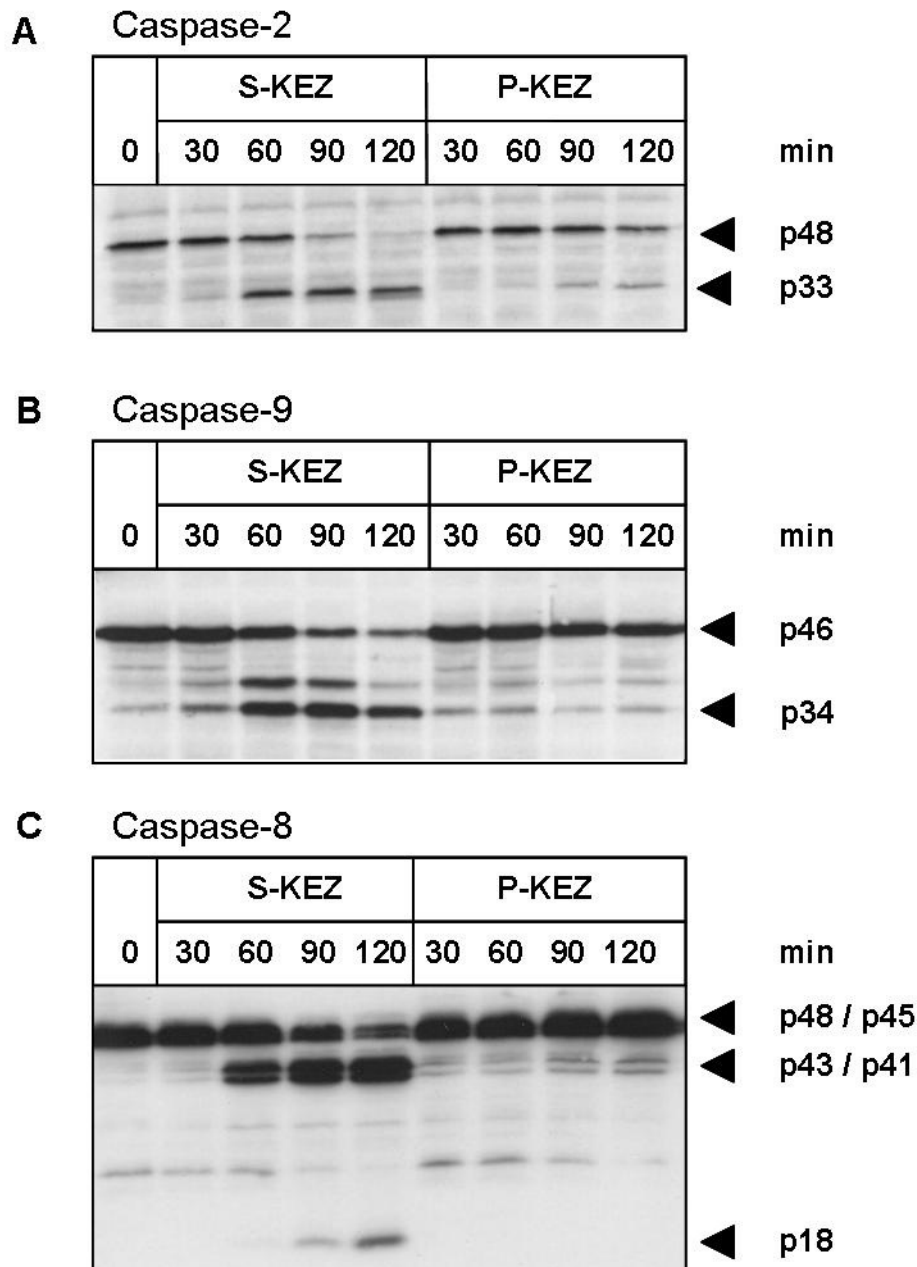 A Caspase-2
S-KEZ P-KEZ
0 30 60 90 120 30 60 90 120 min
p48
p33
B Caspase-9
S-KEZ P-KEZ
0 30 60 90 120 30 60 90 120 min
p46
p34
C Caspase-8
S-KEZ P-KEZ
0 30 60 90 120 30 60 90 120 min
p48 / p45
p43 / p41
p18